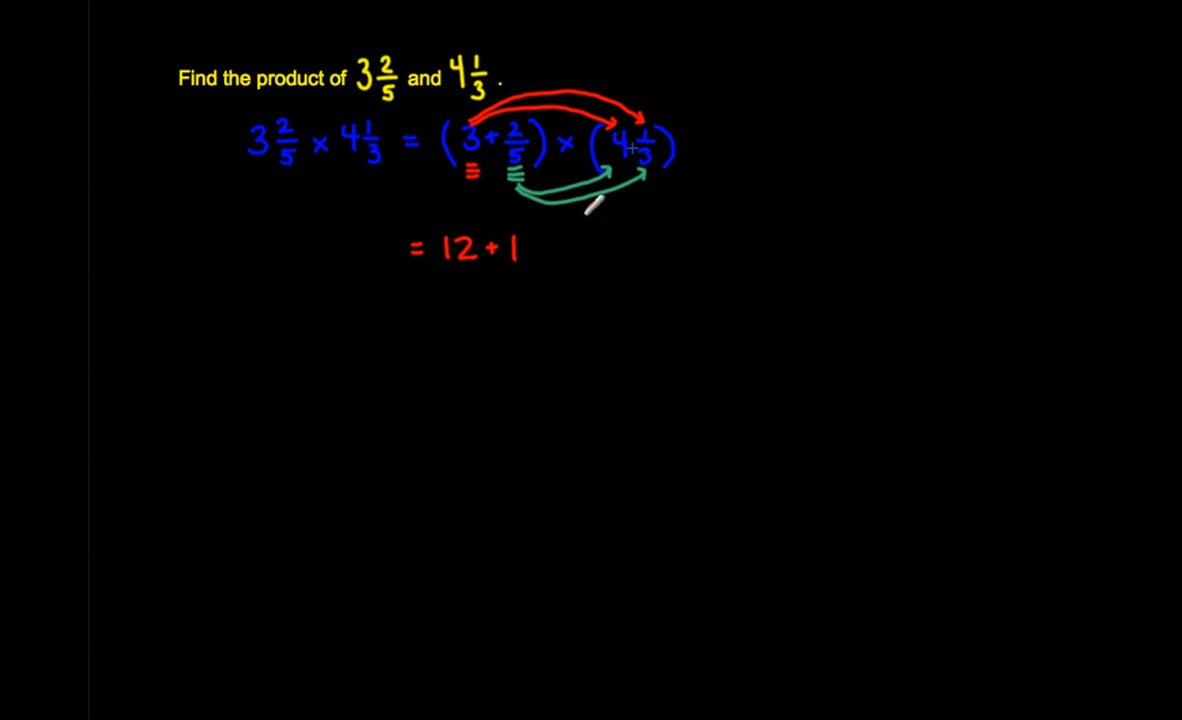 Find the product of 3 2/5 and 4 1/3 .
3 2/5 × 4 1/3 = (3 + 2/5) × (4 + 1/3)
= 12 + 1